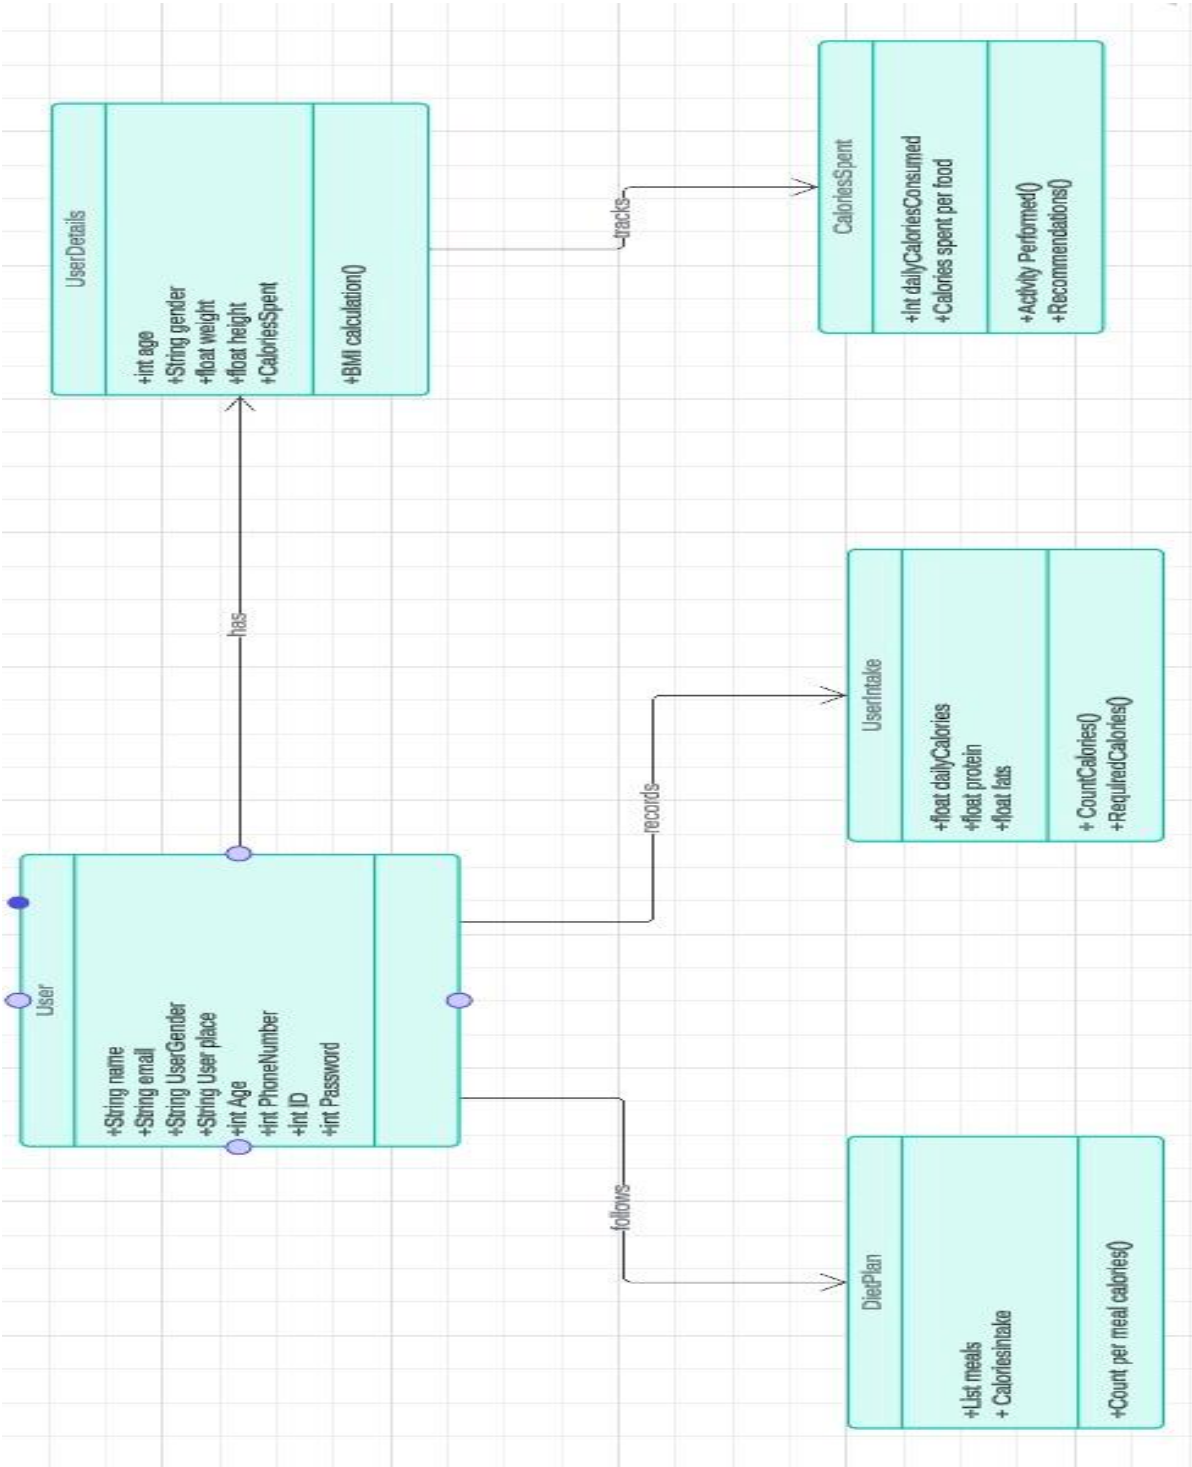 User
+String name
+String email
+String UserGender
+String User place
+int Age
+int PhoneNumber
+int ID
+int Password
has
UserDetails
+int age
+String gender
+float weight
+float height
+CaloriesSpent
+BMI calculation()
follows
records
tracks
DietPlan
+List meals
+ Caloriesintake
+Count per meal calories()
UserIntake
+float dailyCalories
+float protein
+float fats
+ CountCalories()
+RequiredCalories()
CaloriesSpent
+Int dailyCaloriesConsumed
+Calories spent per food
+Activity Performed()
+Recommendations()